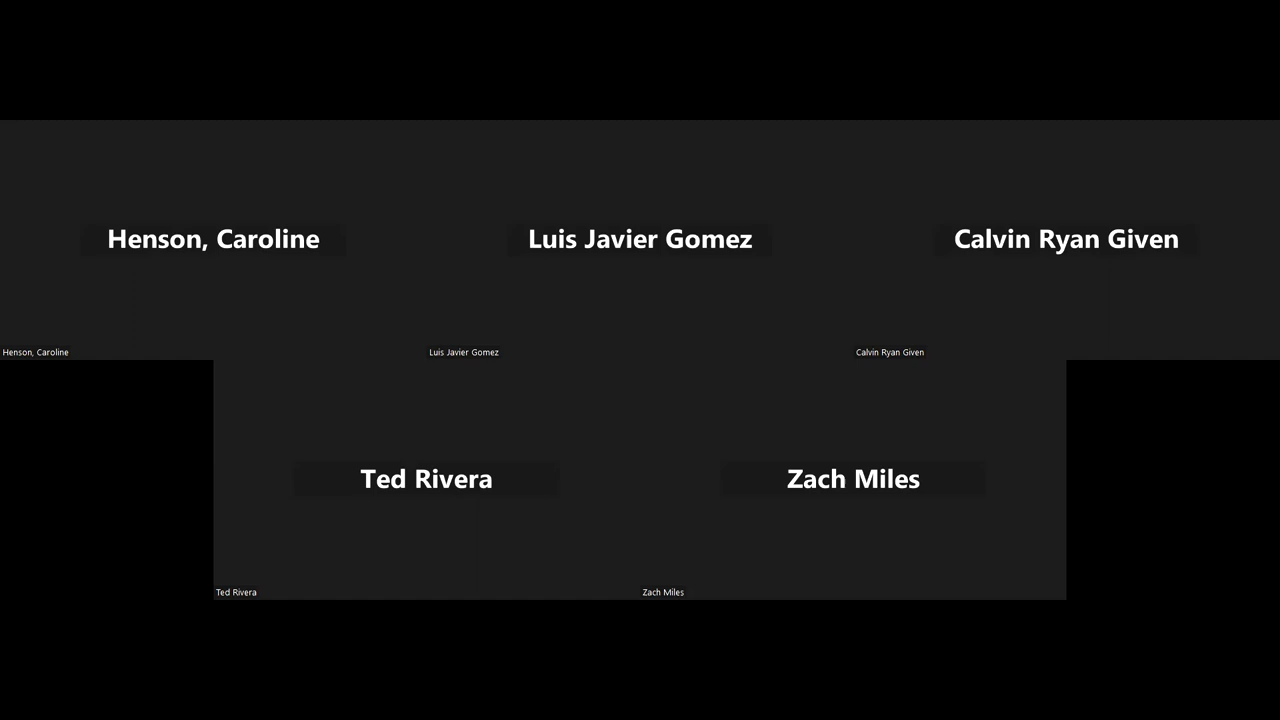 Henson, Caroline
Luis Javier Gomez
Calvin Ryan Given
Henson, Caroline
Luis Javier Gomez
Calvin Ryan Given
Ted Rivera
Zach Miles
Ted Rivera
Zach Miles